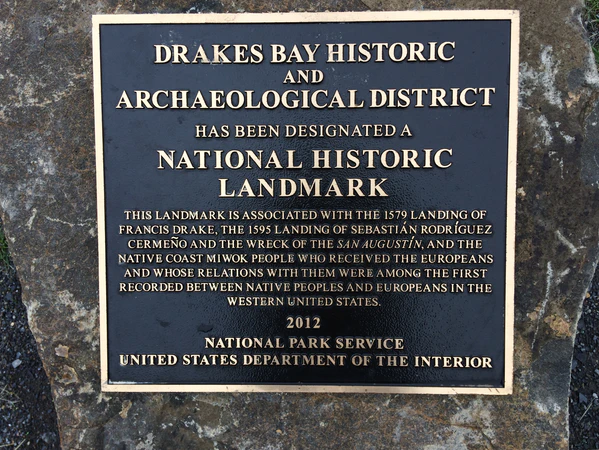 DRAKES BAY HISTORIC
AND
ARCHAEOLOGICAL DISTRICT
HAS BEEN DESIGNATED A
NATIONAL HISTORIC
LANDMARK
THIS LANDMARK IS ASSOCIATED WITH THE 1579 LANDING OF
FRANCIS DRAKE, THE 1595 LANDING OF SEBASTIÁN RODRÍGUEZ
CERMEÑO AND THE WRECK OF THE SAN AUGUSTÍN, AND THE
NATIVE COAST MIWOK PEOPLE WHO RECEIVED THE EUROPEANS
AND WHOSE RELATIONS WITH THEM WERE AMONG THE FIRST
RECORDED BETWEEN NATIVE PEOPLES AND EUROPEANS IN THE
WESTERN UNITED STATES.
2012
NATIONAL PARK SERVICE
UNITED STATES DEPARTMENT OF THE INTERIOR